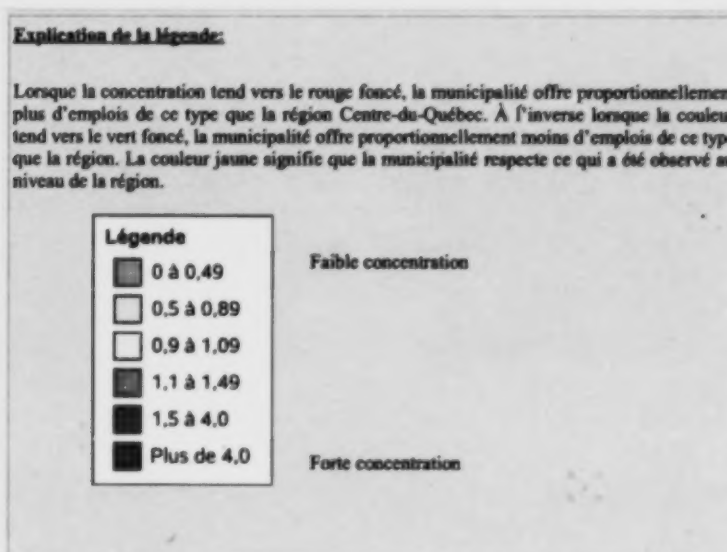 Explication de la légende:
Lorsque la concentration tend vers le rouge foncé, la municipalité offre proportionnellemen
plus d'emplois de ce type que la région Centre-du-Québec. À l'inverse lorsque la couleu
tend vers le vert foncé, la municipalité offre proportionnellement moins d'emplois de ce typ
que la région. La couleur jaune signifie que la municipalité respecte ce qui a été observé a
niveau de la région.
Légende
0 à 0,49 Faible concentration
0,5 à 0,89
0,9 à 1,09
1,1 à 1,49
1,5 à 4,0
Plus de 4,0 Forte concentration